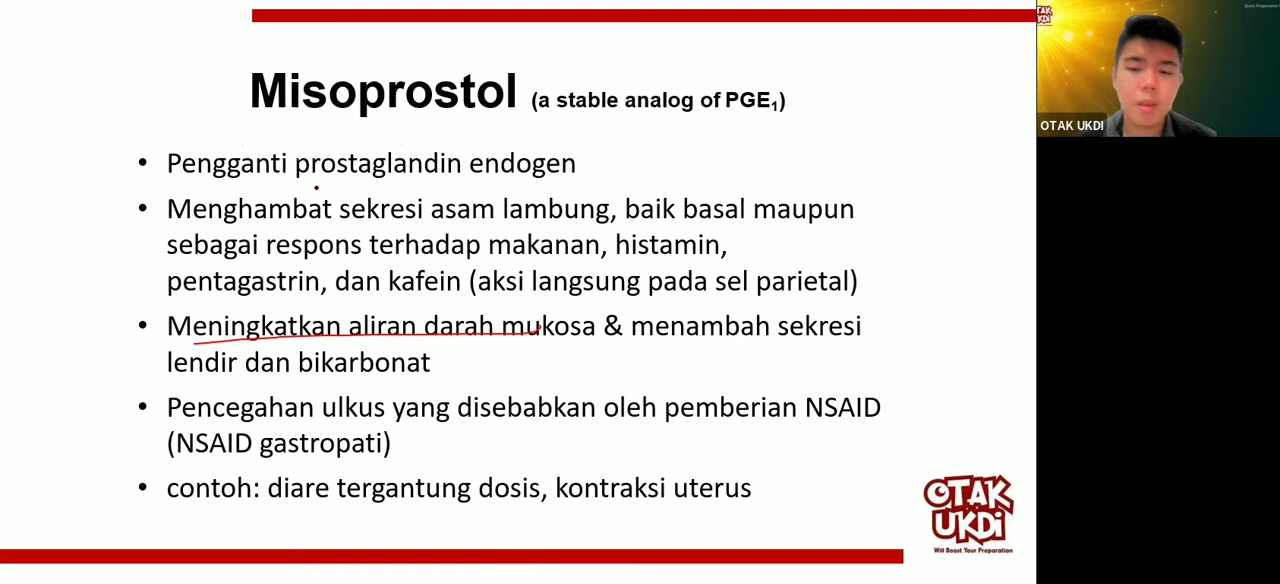 Misoprostol (a stable analog of PGE1)
• Pengganti prostaglandin endogen
• Menghambat sekresi asam lambung, baik basal maupun
sebagai respons terhadap makanan, histamin,
pentagastrin, dan kafein (aksi langsung pada sel parietal)
• Meningkatkan aliran darah mukosa & menambah sekresi
lendir dan bikarbonat
• Pencegahan ulkus yang disebabkan oleh pemberian NSAID
(NSAID gastropati)
• contoh: diare tergantung dosis, kontraksi uterus
OTAK
UKDI
Will Boost Your Preparation
OTAK UKDI